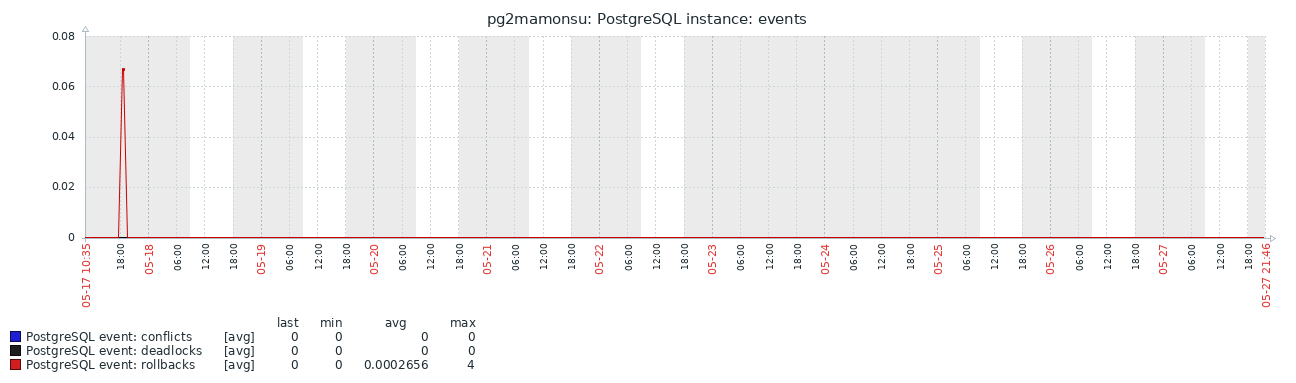 pg2mamonsu: PostgreSQL instance: events
0.08
0.06
0.04
0.02
0
05-17 10:35 18:00 05-18 06:00 12:00 18:00 05-19 06:00 12:00 18:00 05-20 06:00 12:00 18:00 05-21 06:00 12:00 18:00 05-22 06:00 12:00 18:00 05-23 06:00 12:00 18:00 05-24 06:00 12:00 18:00 05-25 06:00 12:00 18:00 05-26 06:00 12:00 18:00 05-27 06:00 12:00 18:00 05-27 21:46
last min avg max
PostgreSQL event: conflicts [avg] 0 0 0 0
PostgreSQL event: deadlocks [avg] 0 0 0 0
PostgreSQL event: rollbacks [avg] 0 0 0.0002656 4